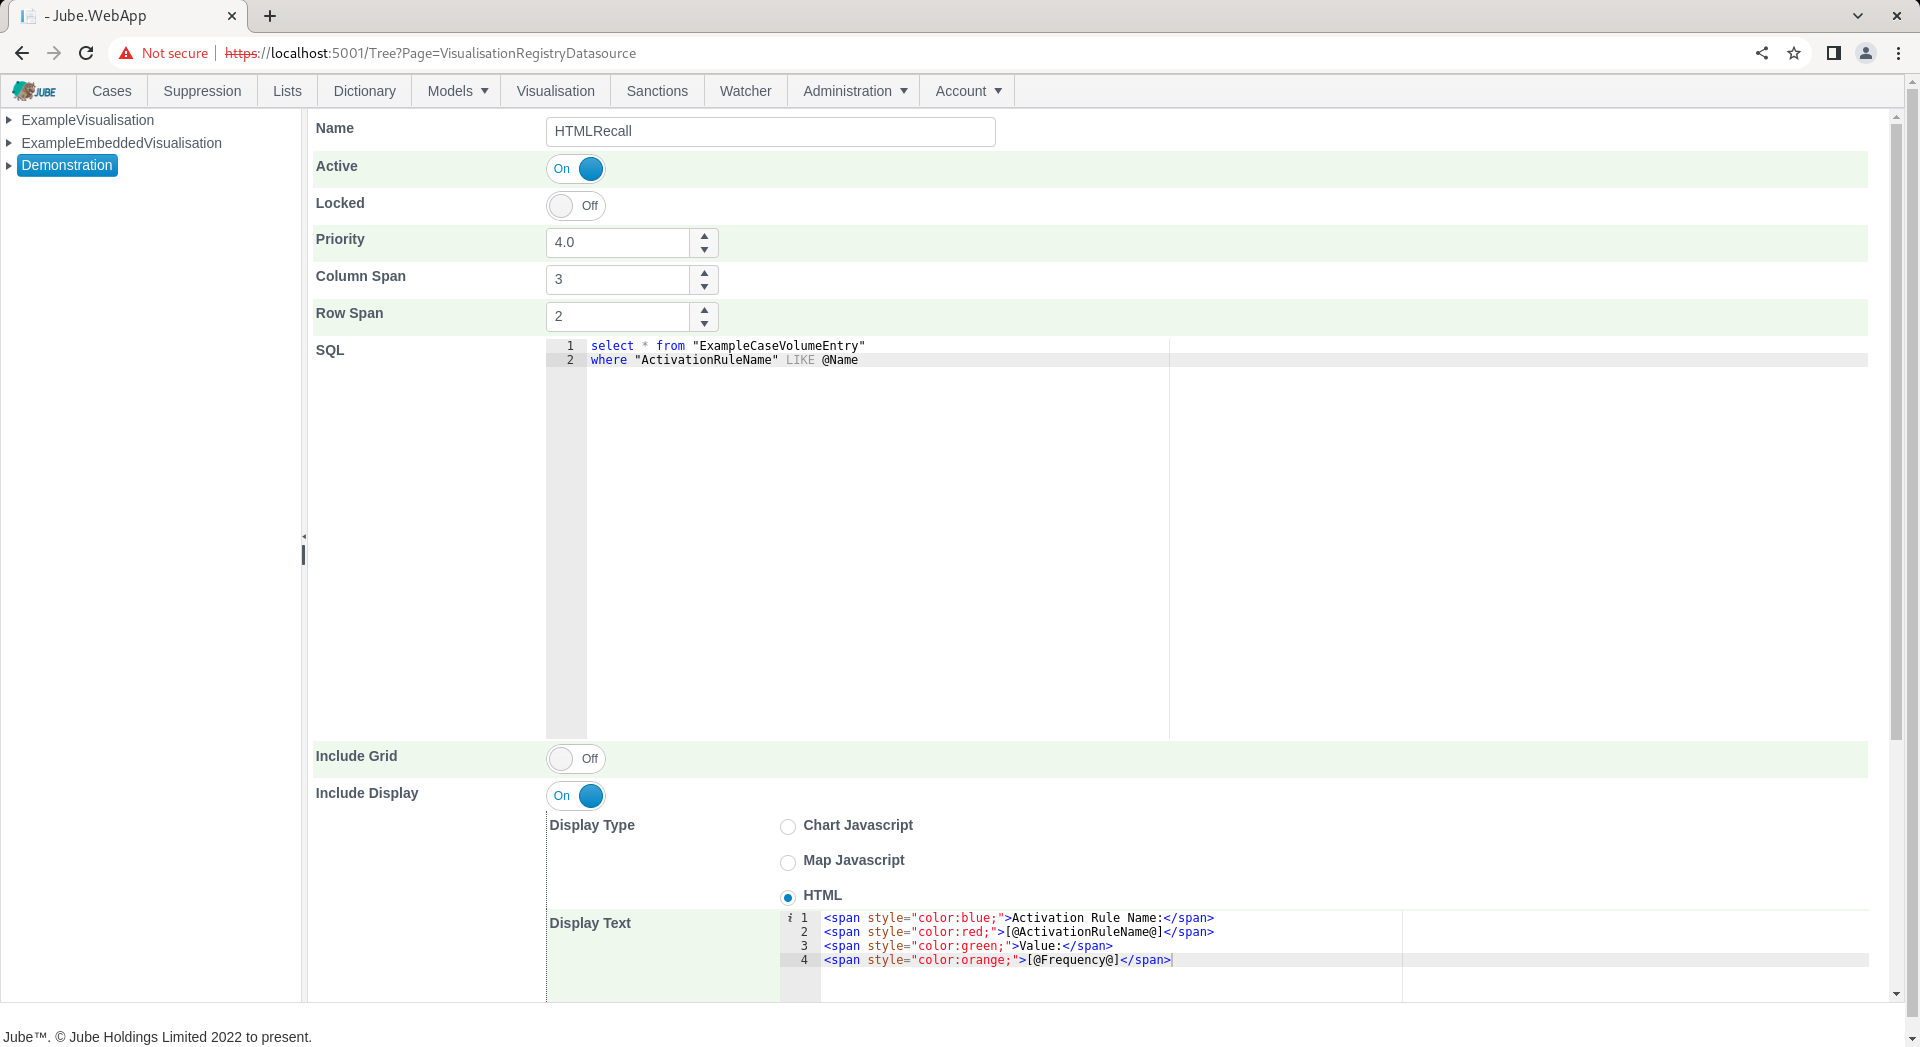 - Jube.WebApp
Not secure https://localhost:5001/Tree?Page=VisualisationRegistryDatasource
JUBE Cases Suppression Lists Dictionary Models Visualisation Sanctions Watcher Administration Account
ExampleVisualisation
ExampleEmbeddedVisualisation
Demonstration
Name HTMLRecall
Active On
Locked Off
Priority 4.0
Column Span 3
Row Span 2
SQL
1 select * from "ExampleCaseVolumeEntry"
2 where "ActivationRuleName" LIKE @Name
Include Grid Off
Include Display On
Display Type Chart Javascript
Map Javascript
HTML
Display Text
i 1 <span style="color:blue;">Activation Rule Name:</span>
2 <span style="color:red;">[@ActivationRuleName@]</span>
3 <span style="color:green;">Value:</span>
4 <span style="color:orange;">[@Frequency@]</span>
Jube™. © Jube Holdings Limited 2022 to present.